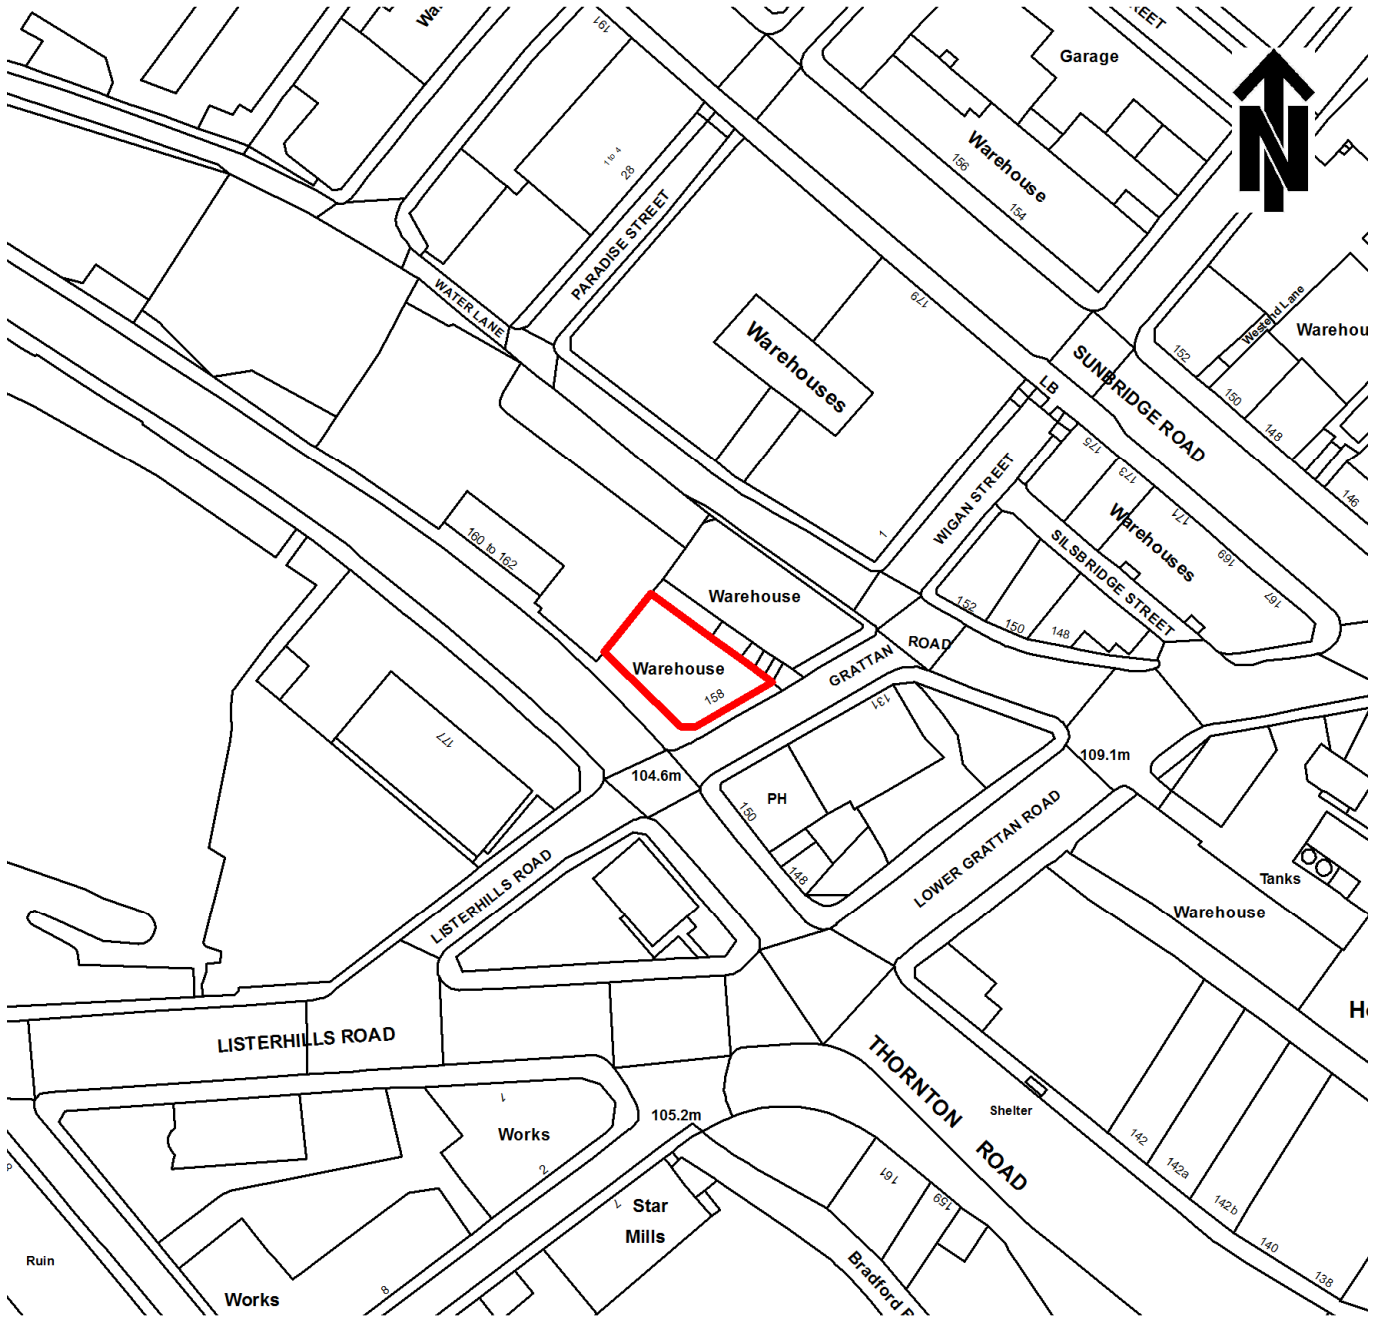 191
Garage
Warehouse
156
154
1 to 4
28
PARADISE STREET
WATER LANE
N
179
Warehouses
Westend Lane
152
150
148
146
LB
SUNBRIDGE ROAD
175
173
171
169
167
Warehouses
WIGAN STREET
SILSBRIDGE STREET
1
152
150
148
160 to 162
Warehouse
GRATTAN
ROAD
Warehouse
158
131
177
104.6m
109.1m
PH
150
148
LOWER GRATTAN ROAD
LISTERHILLS ROAD
Tanks
Warehouse
LISTERHILLS ROAD
THORNTON
ROAD
Shelter
105.2m
1
Works
2
7
Star
Mills
161
159
142
142a
142b
140
138
Ruin
Works
8
Bradford